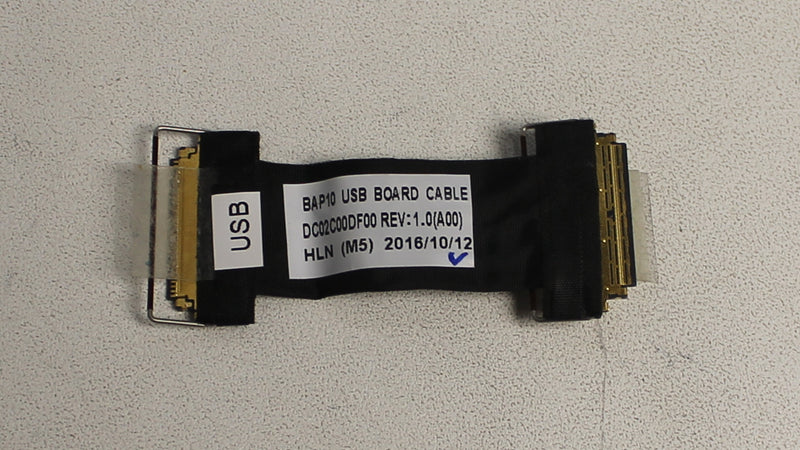 USB
BAP10 USB BOARD CABLE
DC02C00DF00 REV:1.0(A00)
HLN (M5) 2016/10/12